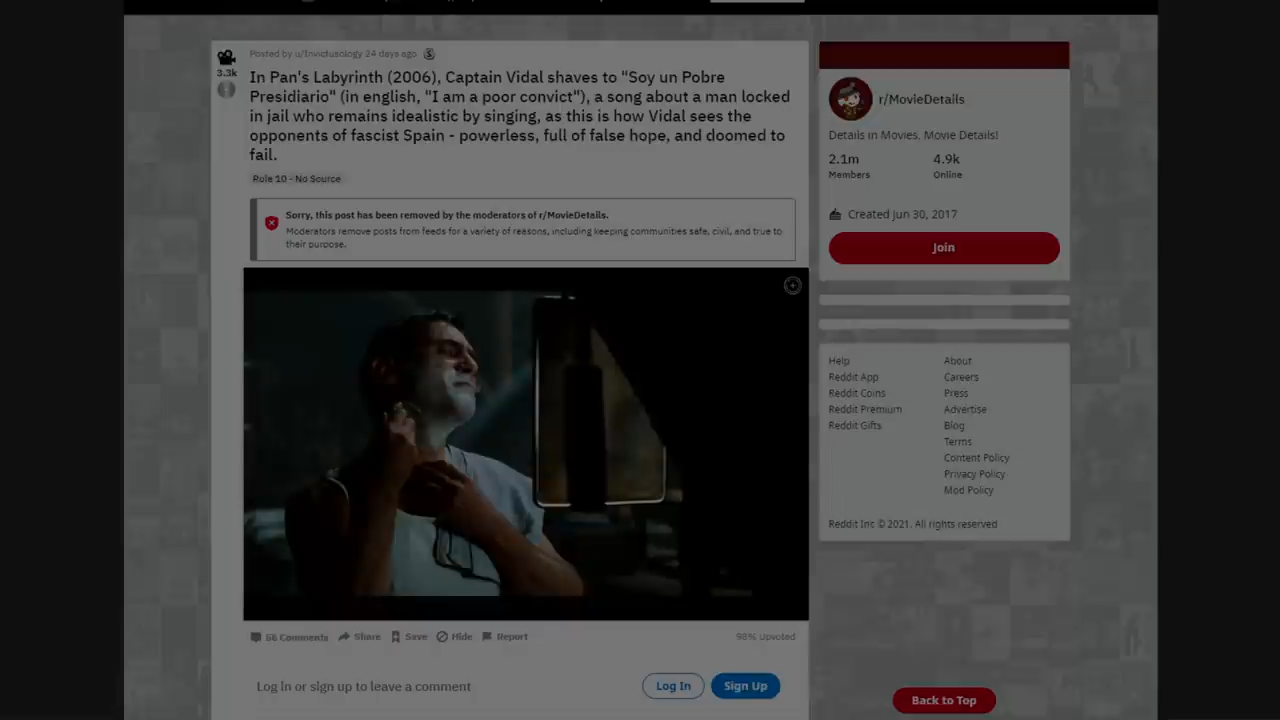 Posted by u/Invictusology 24 days ago
3.3k
In Pan's Labyrinth (2006), Captain Vidal shaves to "Soy un Pobre
Presidiario" (in english, "I am a poor convict"), a song about a man locked
in jail who remains idealistic by singing, as this is how Vidal sees the
opponents of fascist Spain - powerless, full of false hope, and doomed to
fail.
Rule 10 - No Source
Sorry, this post has been removed by the moderators of r/MovieDetails.
Moderators remove posts from feeds for a variety of reasons, including keeping communities safe, civil, and true to
their purpose.
56 Comments Share Save Hide Report 98% Upvoted
Log in or sign up to leave a comment Log In Sign Up
r/MovieDetails
Details in Movies. Movie Details!
2.1m 4.9k
Members Online
Created Jun 30, 2017
Join
Help About
Reddit App Careers
Reddit Coins Press
Reddit Premium Advertise
Reddit Gifts Blog
Terms
Content Policy
Privacy Policy
Mod Policy
Reddit Inc © 2021. All rights reserved
Back to Top